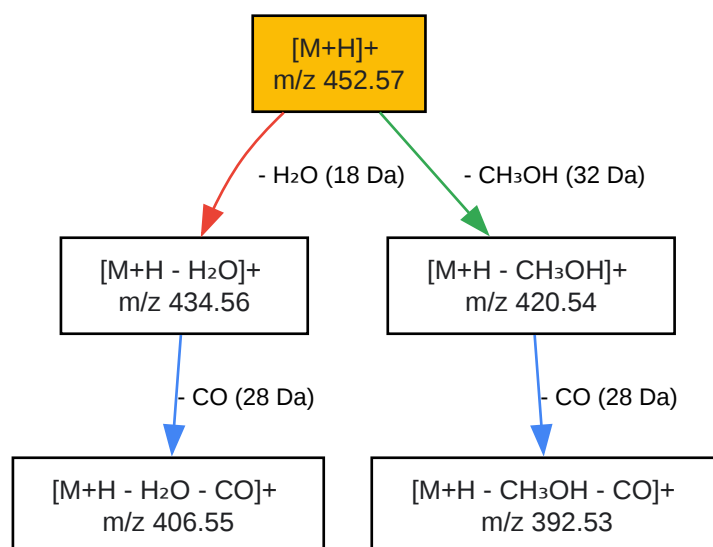 [M+H]+
m/z 452.57
- H₂O (18 Da)
- CH₃OH (32 Da)
[M+H - H₂O]+
m/z 434.56
[M+H - CH₃OH]+
m/z 420.54
- CO (28 Da)
- CO (28 Da)
[M+H - H₂O - CO]+
m/z 406.55
[M+H - CH₃OH - CO]+
m/z 392.53